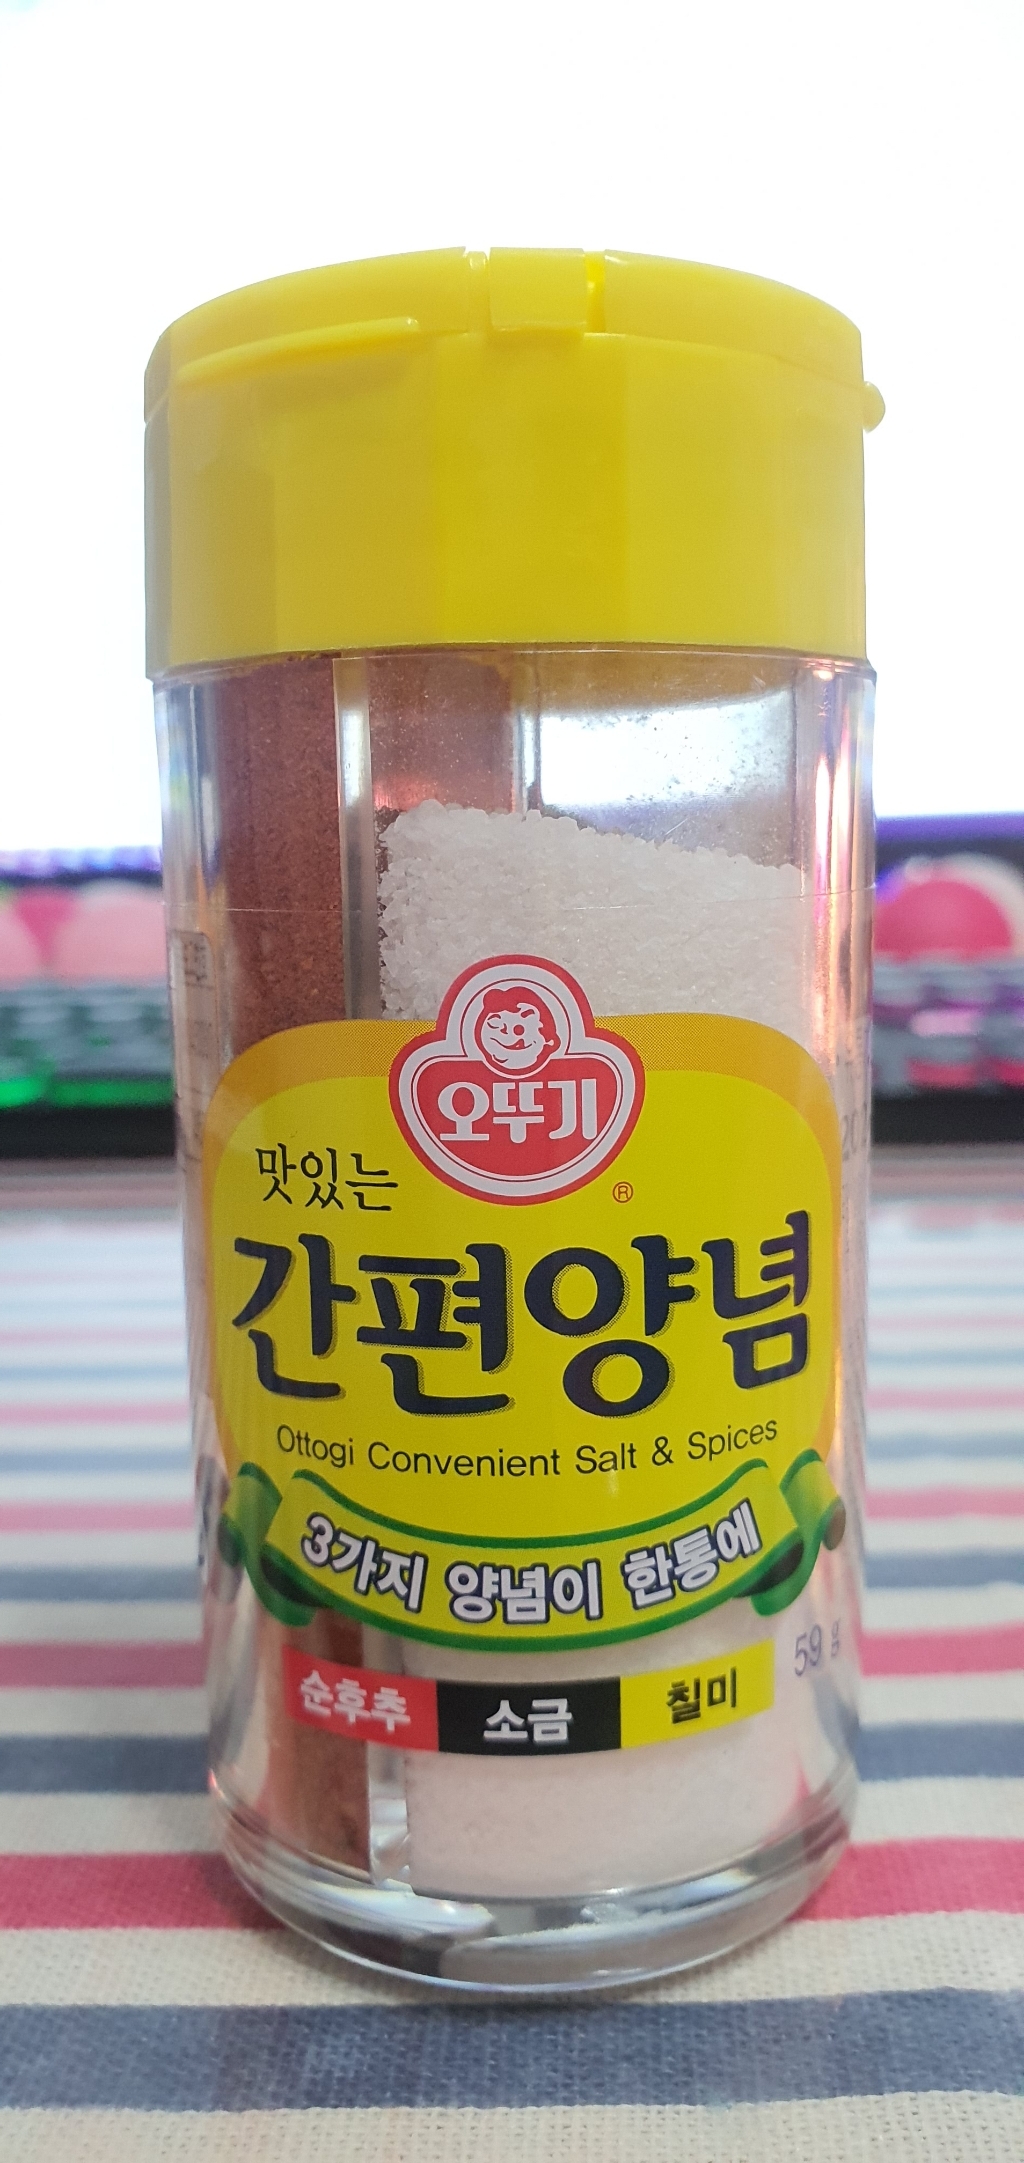 오뚜기
®
맛있는
간편양념
Ottogi Convenient Salt & Spices
3가지 양념이 한통에
59 g
순후추 소금 칠미